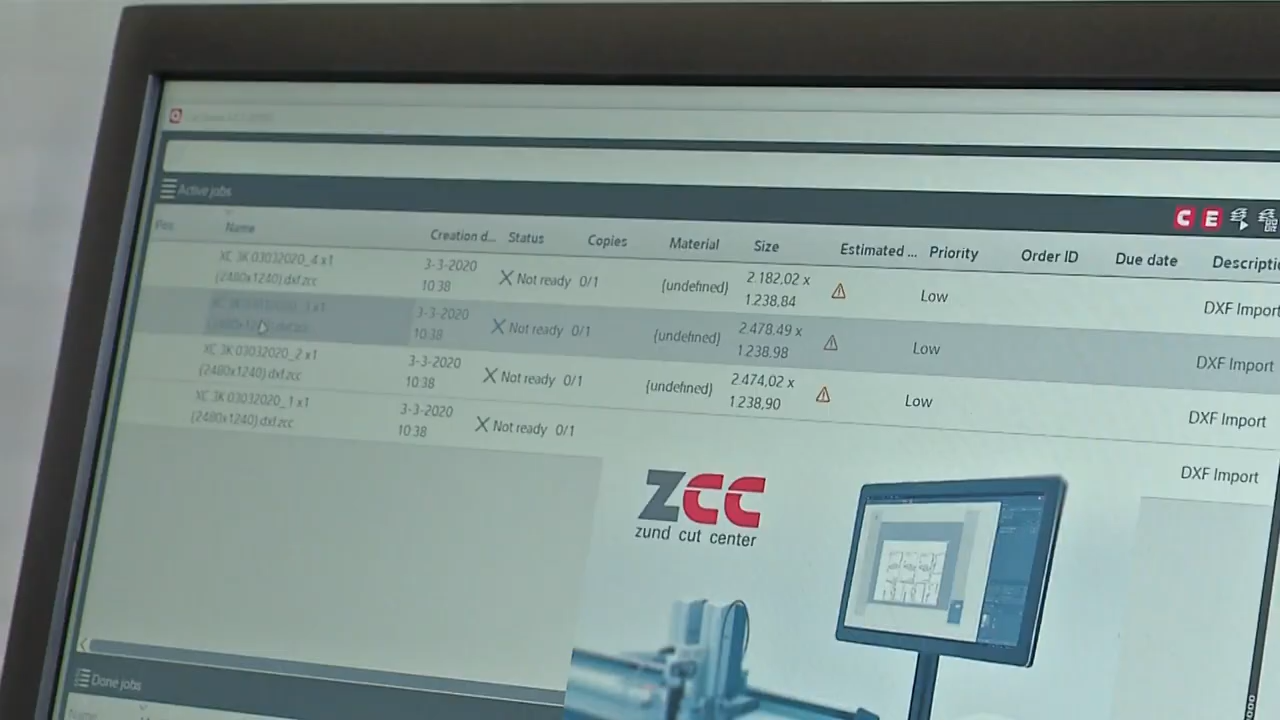 Active jobs
C E
Pos
Name
Creation d...
Status
Copies
Material
Size
Estimated ...
Priority
Order ID
Due date
Descriptio
XC 3K 03032020_4 x1
(2480x1240).dxf.zcc
3-3-2020
10:38
Not ready
0/1
{undefined}
2.182,02 x
1.238,84
Low
DXF Import
3-3-2020
10:38
Not ready
0/1
{undefined}
2.478,49 x
1.238,98
Low
DXF Import
XC 3K 03032020_2 x1
(2480x1240).dxf.zcc
3-3-2020
10:38
Not ready
0/1
{undefined}
2.474,02 x
1.238,90
Low
DXF Import
XC 3K 03032020_1 x1
(2480x1240).dxf.zcc
3-3-2020
10:38
Not ready
0/1
DXF Import
ZCC
zund cut center
Done jobs
Name